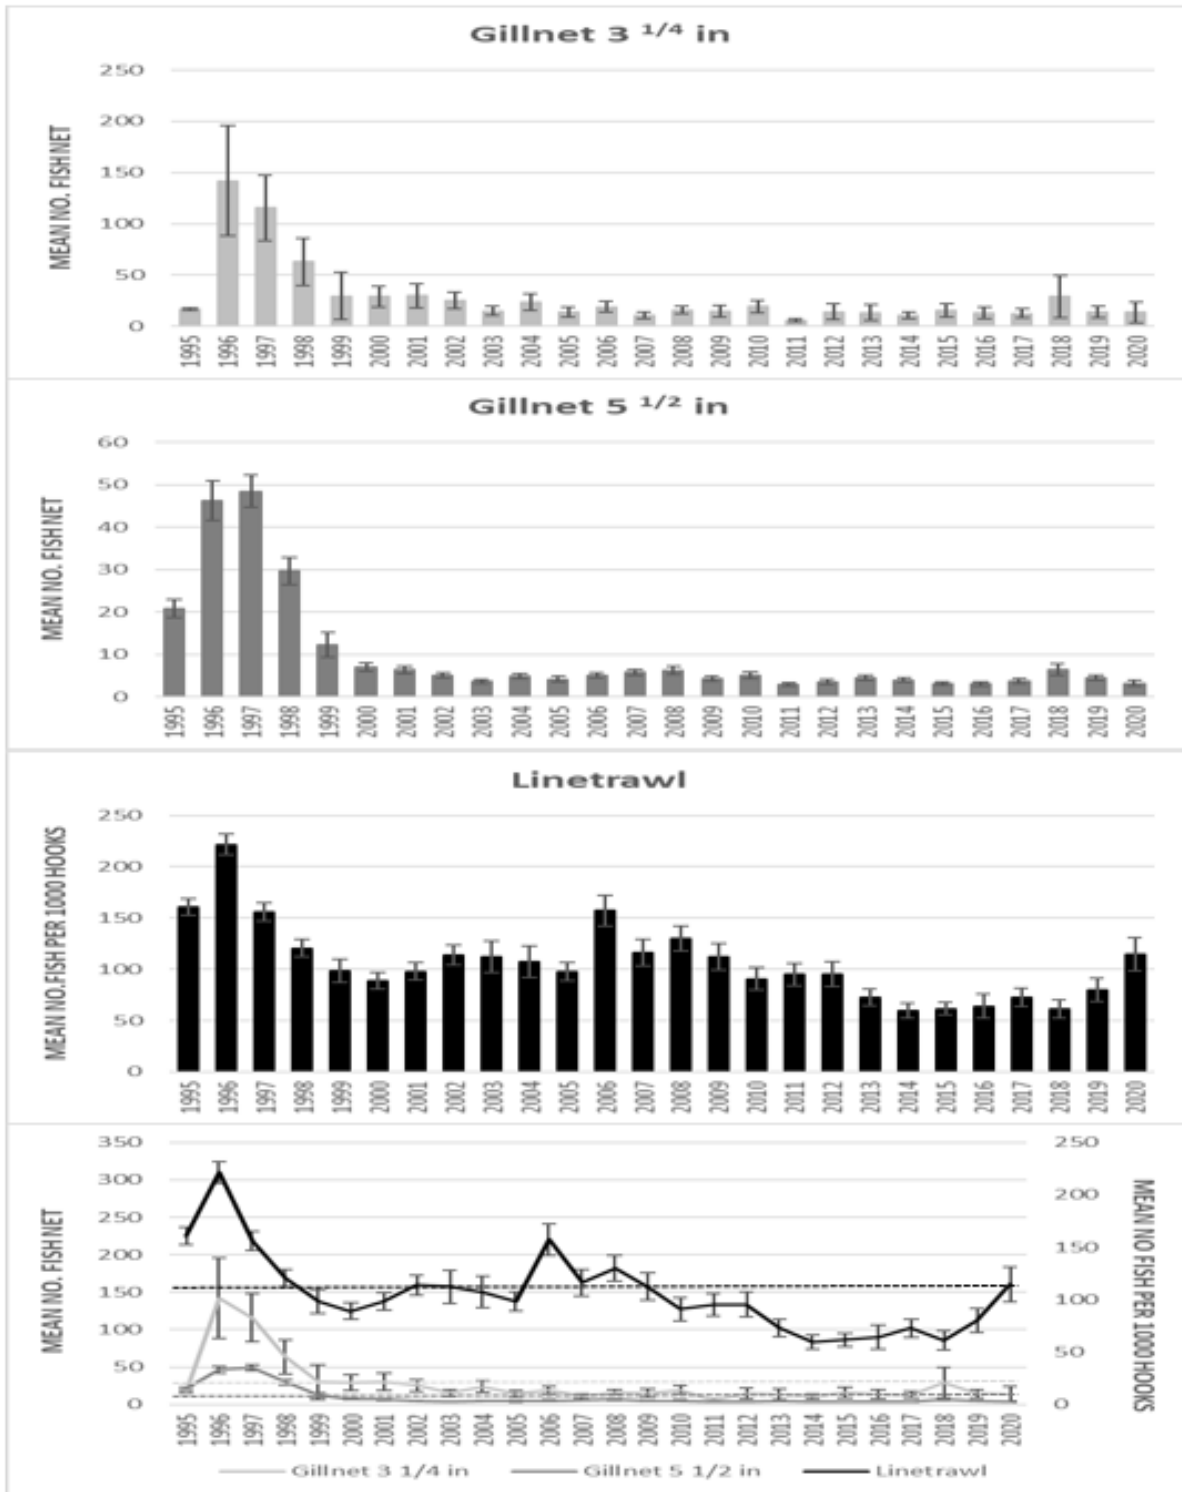 Gillnet 3 1/4 in
MEAN NO. FISHNET
250
200
150
100
50
0
1995 1996 1997 1998 1999 2000 2001 2002 2003 2004 2005 2006 2007 2008 2009 2010 2011 2012 2013 2014 2015 2016 2017 2018 2019 2020
Gillnet 5 1/2 in
MEAN NO. FISHNET
60
50
40
30
20
10
0
1995 1996 1997 1998 1999 2000 2001 2002 2003 2004 2005 2006 2007 2008 2009 2010 2011 2012 2013 2014 2015 2016 2017 2018 2019 2020
Linetrawl
MEAN NO.FISH PER 1000 HOOKS
250
200
150
100
50
0
1995 1996 1997 1998 1999 2000 2001 2002 2003 2004 2005 2006 2007 2008 2009 2010 2011 2012 2013 2014 2015 2016 2017 2018 2019 2020
MEAN NO. FISHNET
350
300
250
200
150
100
50
0
250
200
150
100
50
0
MEAN NO FISH PER 1000 HOOKS
1995 1996 1997 1998 1999 2000 2001 2002 2003 2004 2005 2006 2007 2008 2009 2010 2011 2012 2013 2014 2015 2016 2017 2018 2019 2020
Gillnet 3 1/4 in Gillnet 5 1/2 in Linetrawl